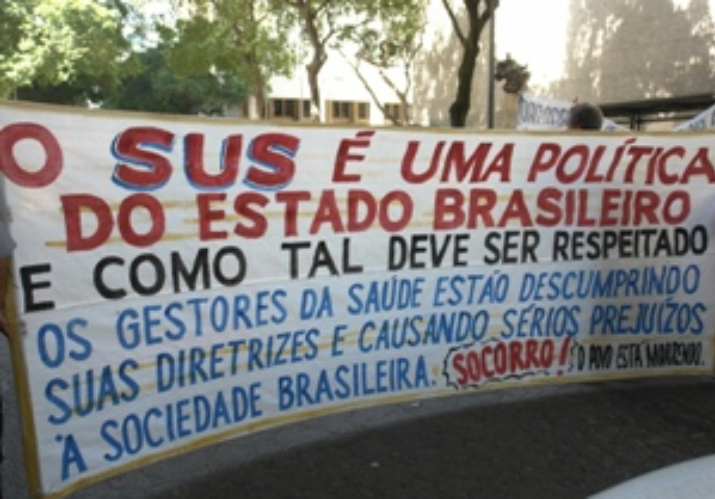 O SUS É UMA POLÍTICA
DO ESTADO BRASILEIRO
E COMO TAL DEVE SER RESPEITADO
OS GESTORES DA SAÚDE ESTÃO DESCUMPRINDO
SUAS DIRETRIZES E CAUSANDO SÉRIOS PREJUÍZOS
À SOCIEDADE BRASILEIRA. SOCORRO! O POVO ESTÁ MORRENDO.